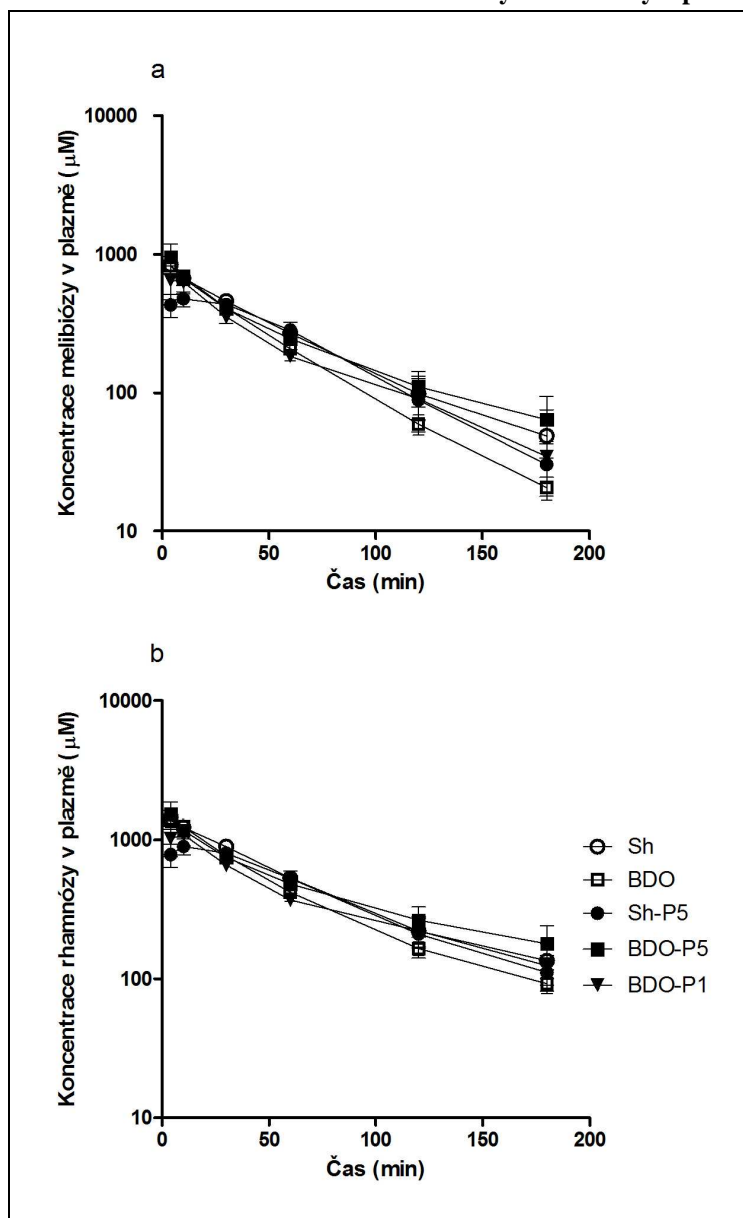 a
Koncentrace melibiózy v plazmě (µM)
10000
1000
100
10
0
50
100
150
200
Čas (min)
b
Koncentrace rhamnózy v plazmě (µM)
10000
1000
100
10
0
50
100
150
200
Čas (min)
Sh
BDO
Sh-P5
BDO-P5
BDO-P1